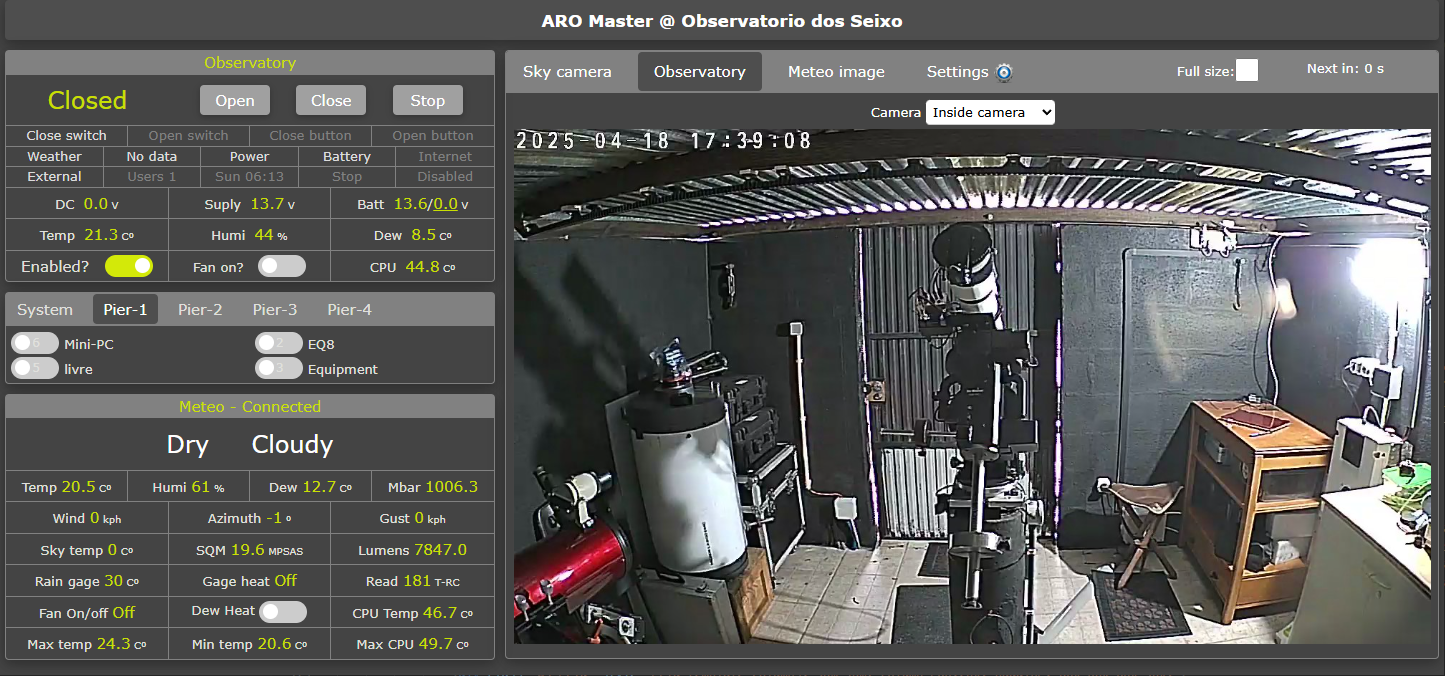 ARO Master @ Observatorio dos Seixo
Observatory
Closed Open Close Stop
Close switch Open switch Close button Open button
Weather No data Power Battery Internet
External Users 1 Sun 06:13 Stop Disabled
DC 0.0 v Suply 13.7 v Batt 13.6/0.0 v
Temp 21.3 Cº Humi 44 % Dew 8.5 Cº
Enabled? Fan on? CPU 44.8 Cº
System Pier-1 Pier-2 Pier-3 Pier-4
6 Mini-PC 2 EQ8
5 livre 3 Equipment
Meteo - Connected
Dry Cloudy
Temp 20.5 Cº Humi 61 % Dew 12.7 Cº Mbar 1006.3
Wind 0 kph Azimuth -1 º Gust 0 kph
Sky temp 0 Cº SQM 19.6 MPSAS Lumens 7847.0
Rain gage 30 Cº Gage heat Off Read 181 T-RC
Fan On/off Off Dew Heat CPU Temp 46.7 Cº
Max temp 24.3 Cº Min temp 20.6 Cº Max CPU 49.7 Cº
Sky camera Observatory Meteo image Settings Full size: Next in: 0 s
Camera Inside camera
2025-04-18 17:39:08